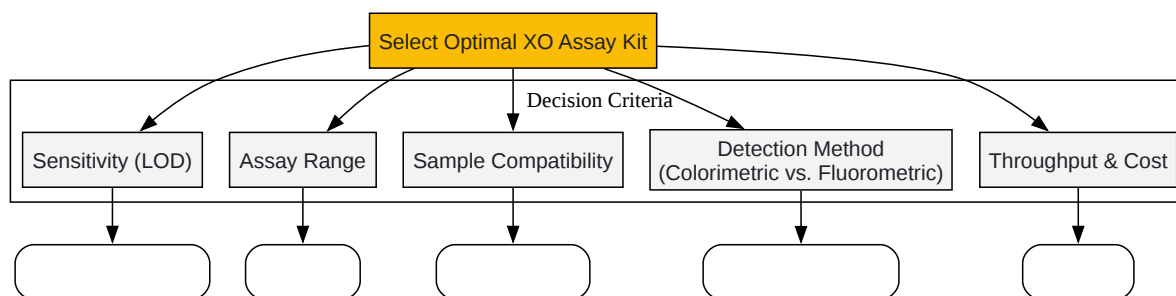 Select Optimal XO Assay Kit
Decision Criteria
Sensitivity (LOD)
Assay Range
Sample Compatibility
Detection Method
(Colorimetric vs. Fluorometric)
Throughput & Cost